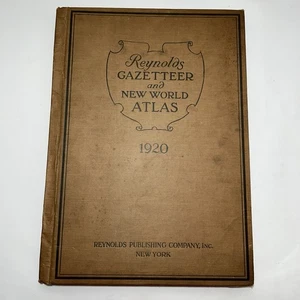 Reynolds
GAZETTEER
and
NEW WORLD
ATLAS
1920
REYNOLDS PUBLISHING COMPANY, Inc.
NEW YORK